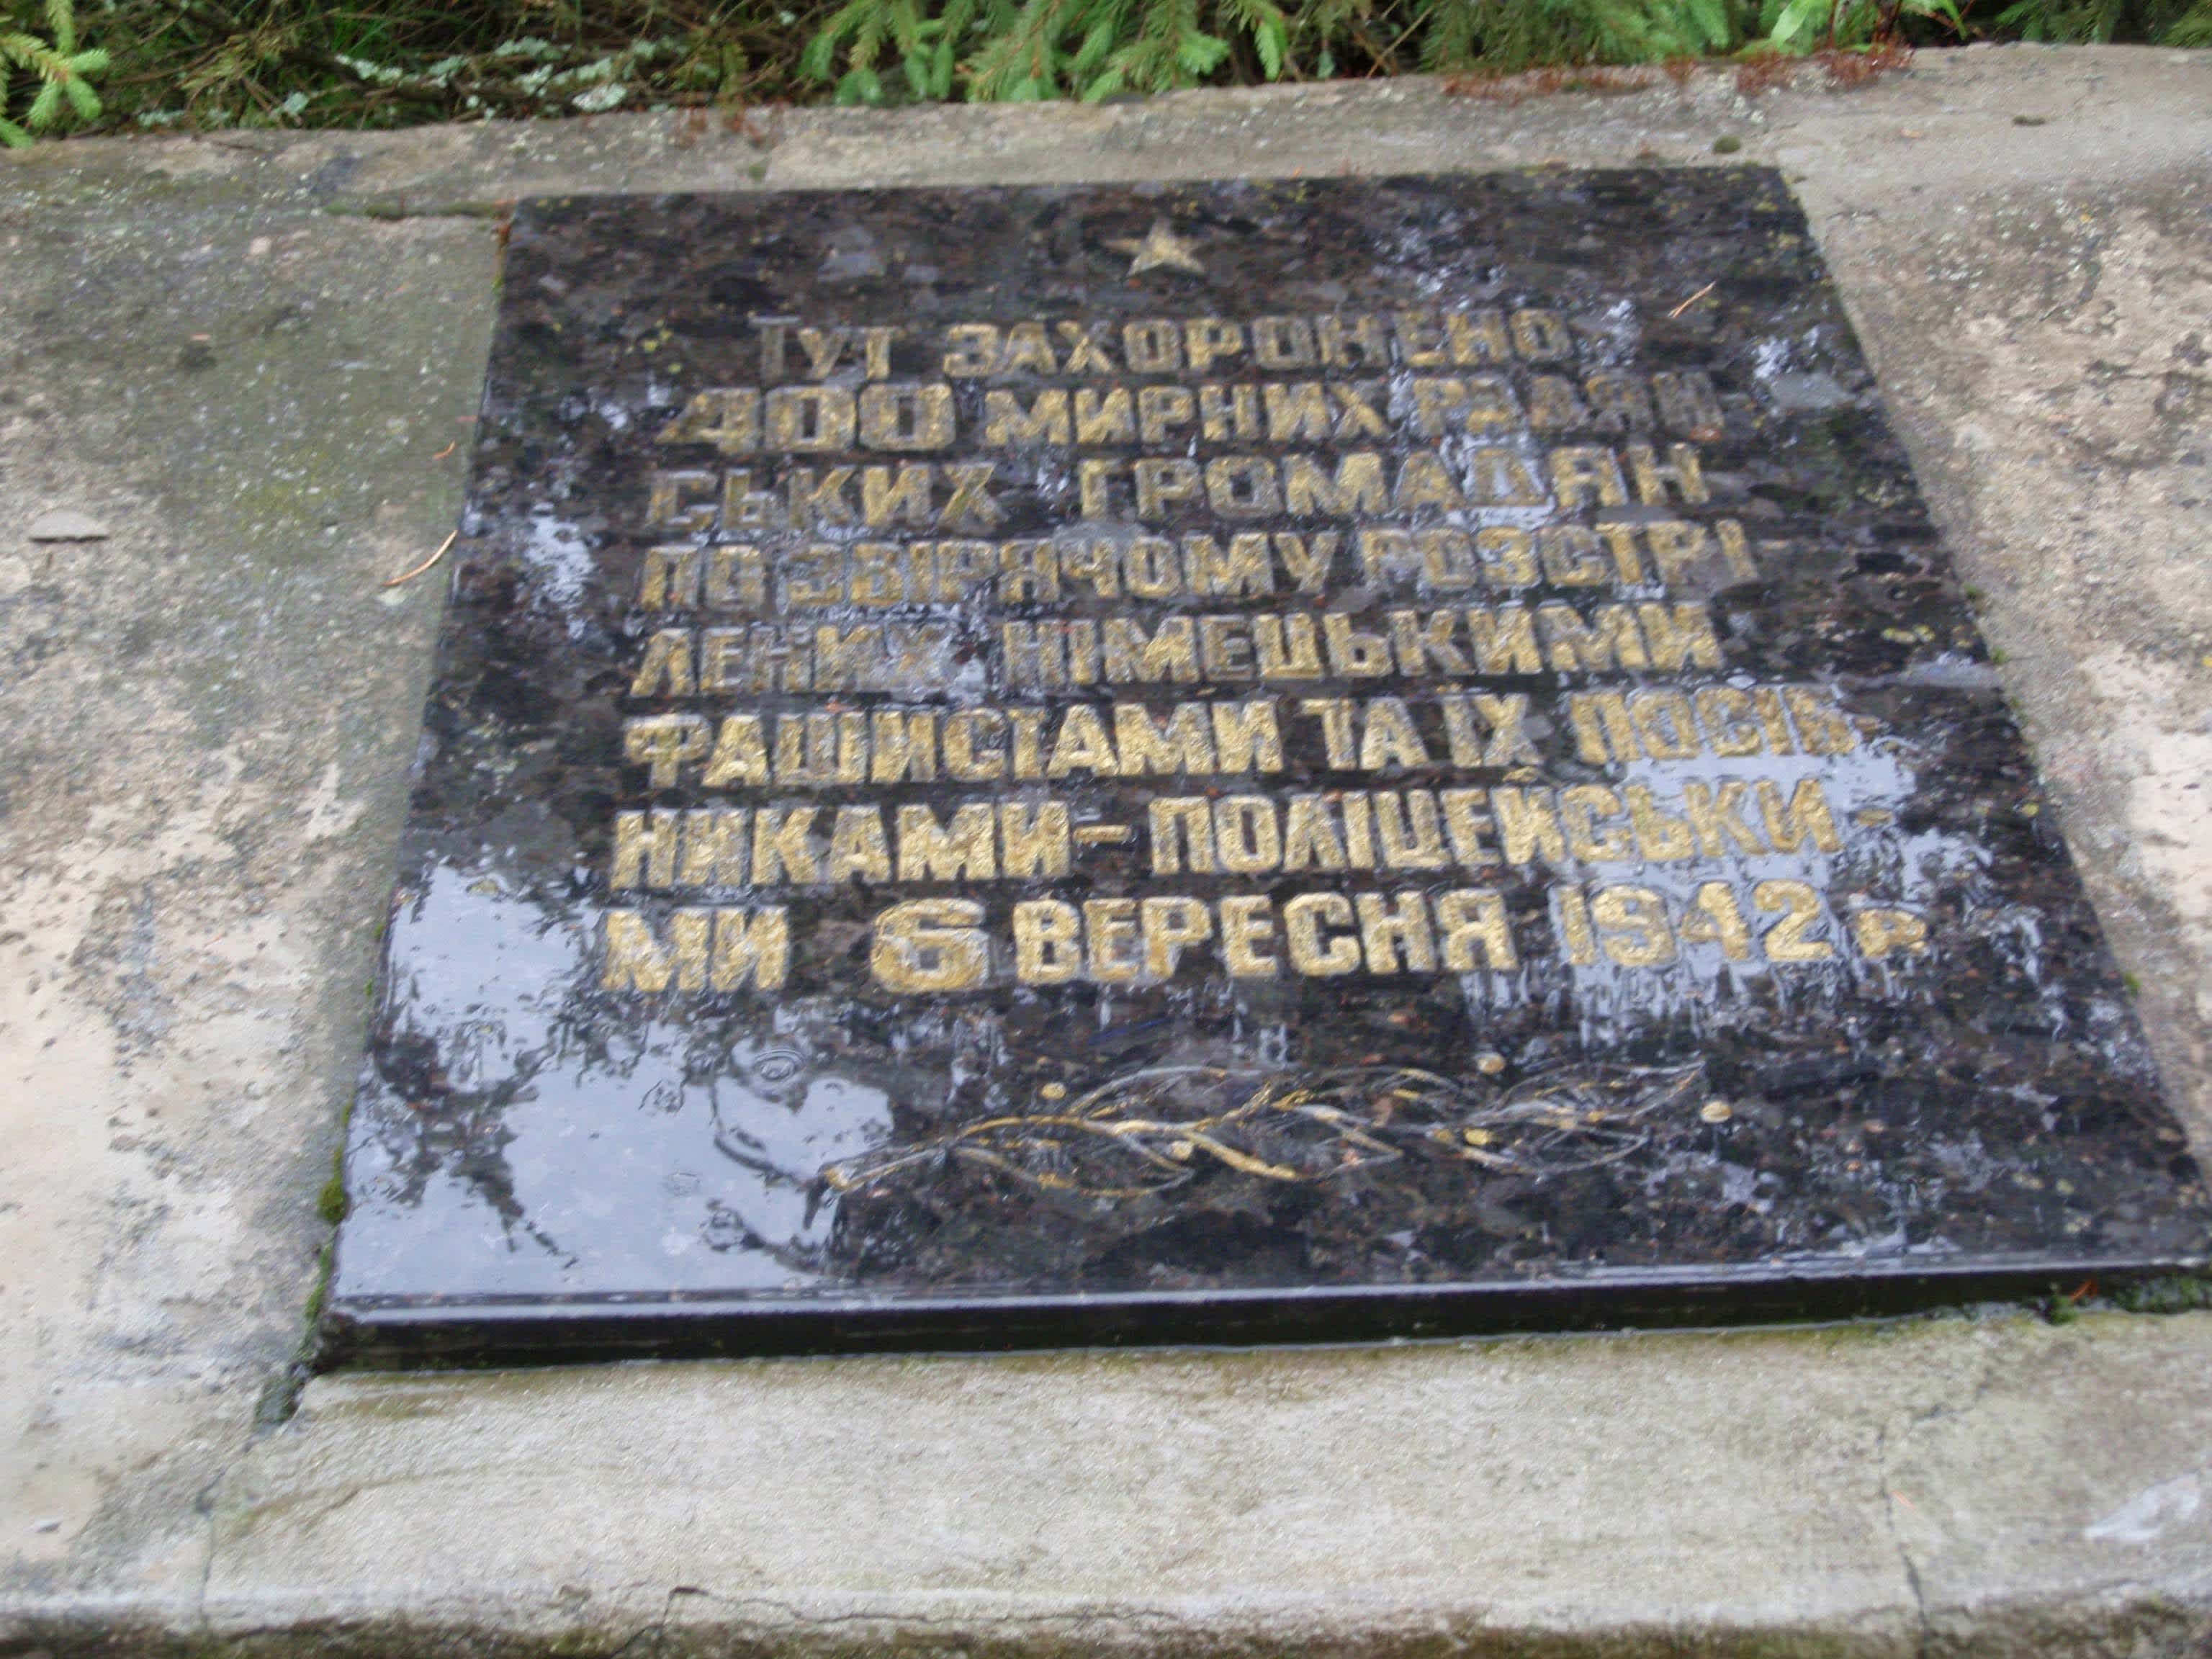 Тут ЗАХОРОНЕНО
400 МИРНИХ РАДЯН
СЬКИХ ГРОМАДЯН
ПО ЗВІРЯЧОМУ РОЗСТРІ-
ЛЕНИХ НІМЕЦЬКИМИ
ФАШИСТАМИ ТА ЇХ ПОСІБ-
НИКАМИ-ПОЛІЦЕЙСЬКИ-
МИ 6 ВЕРЕСНЯ 1942 р